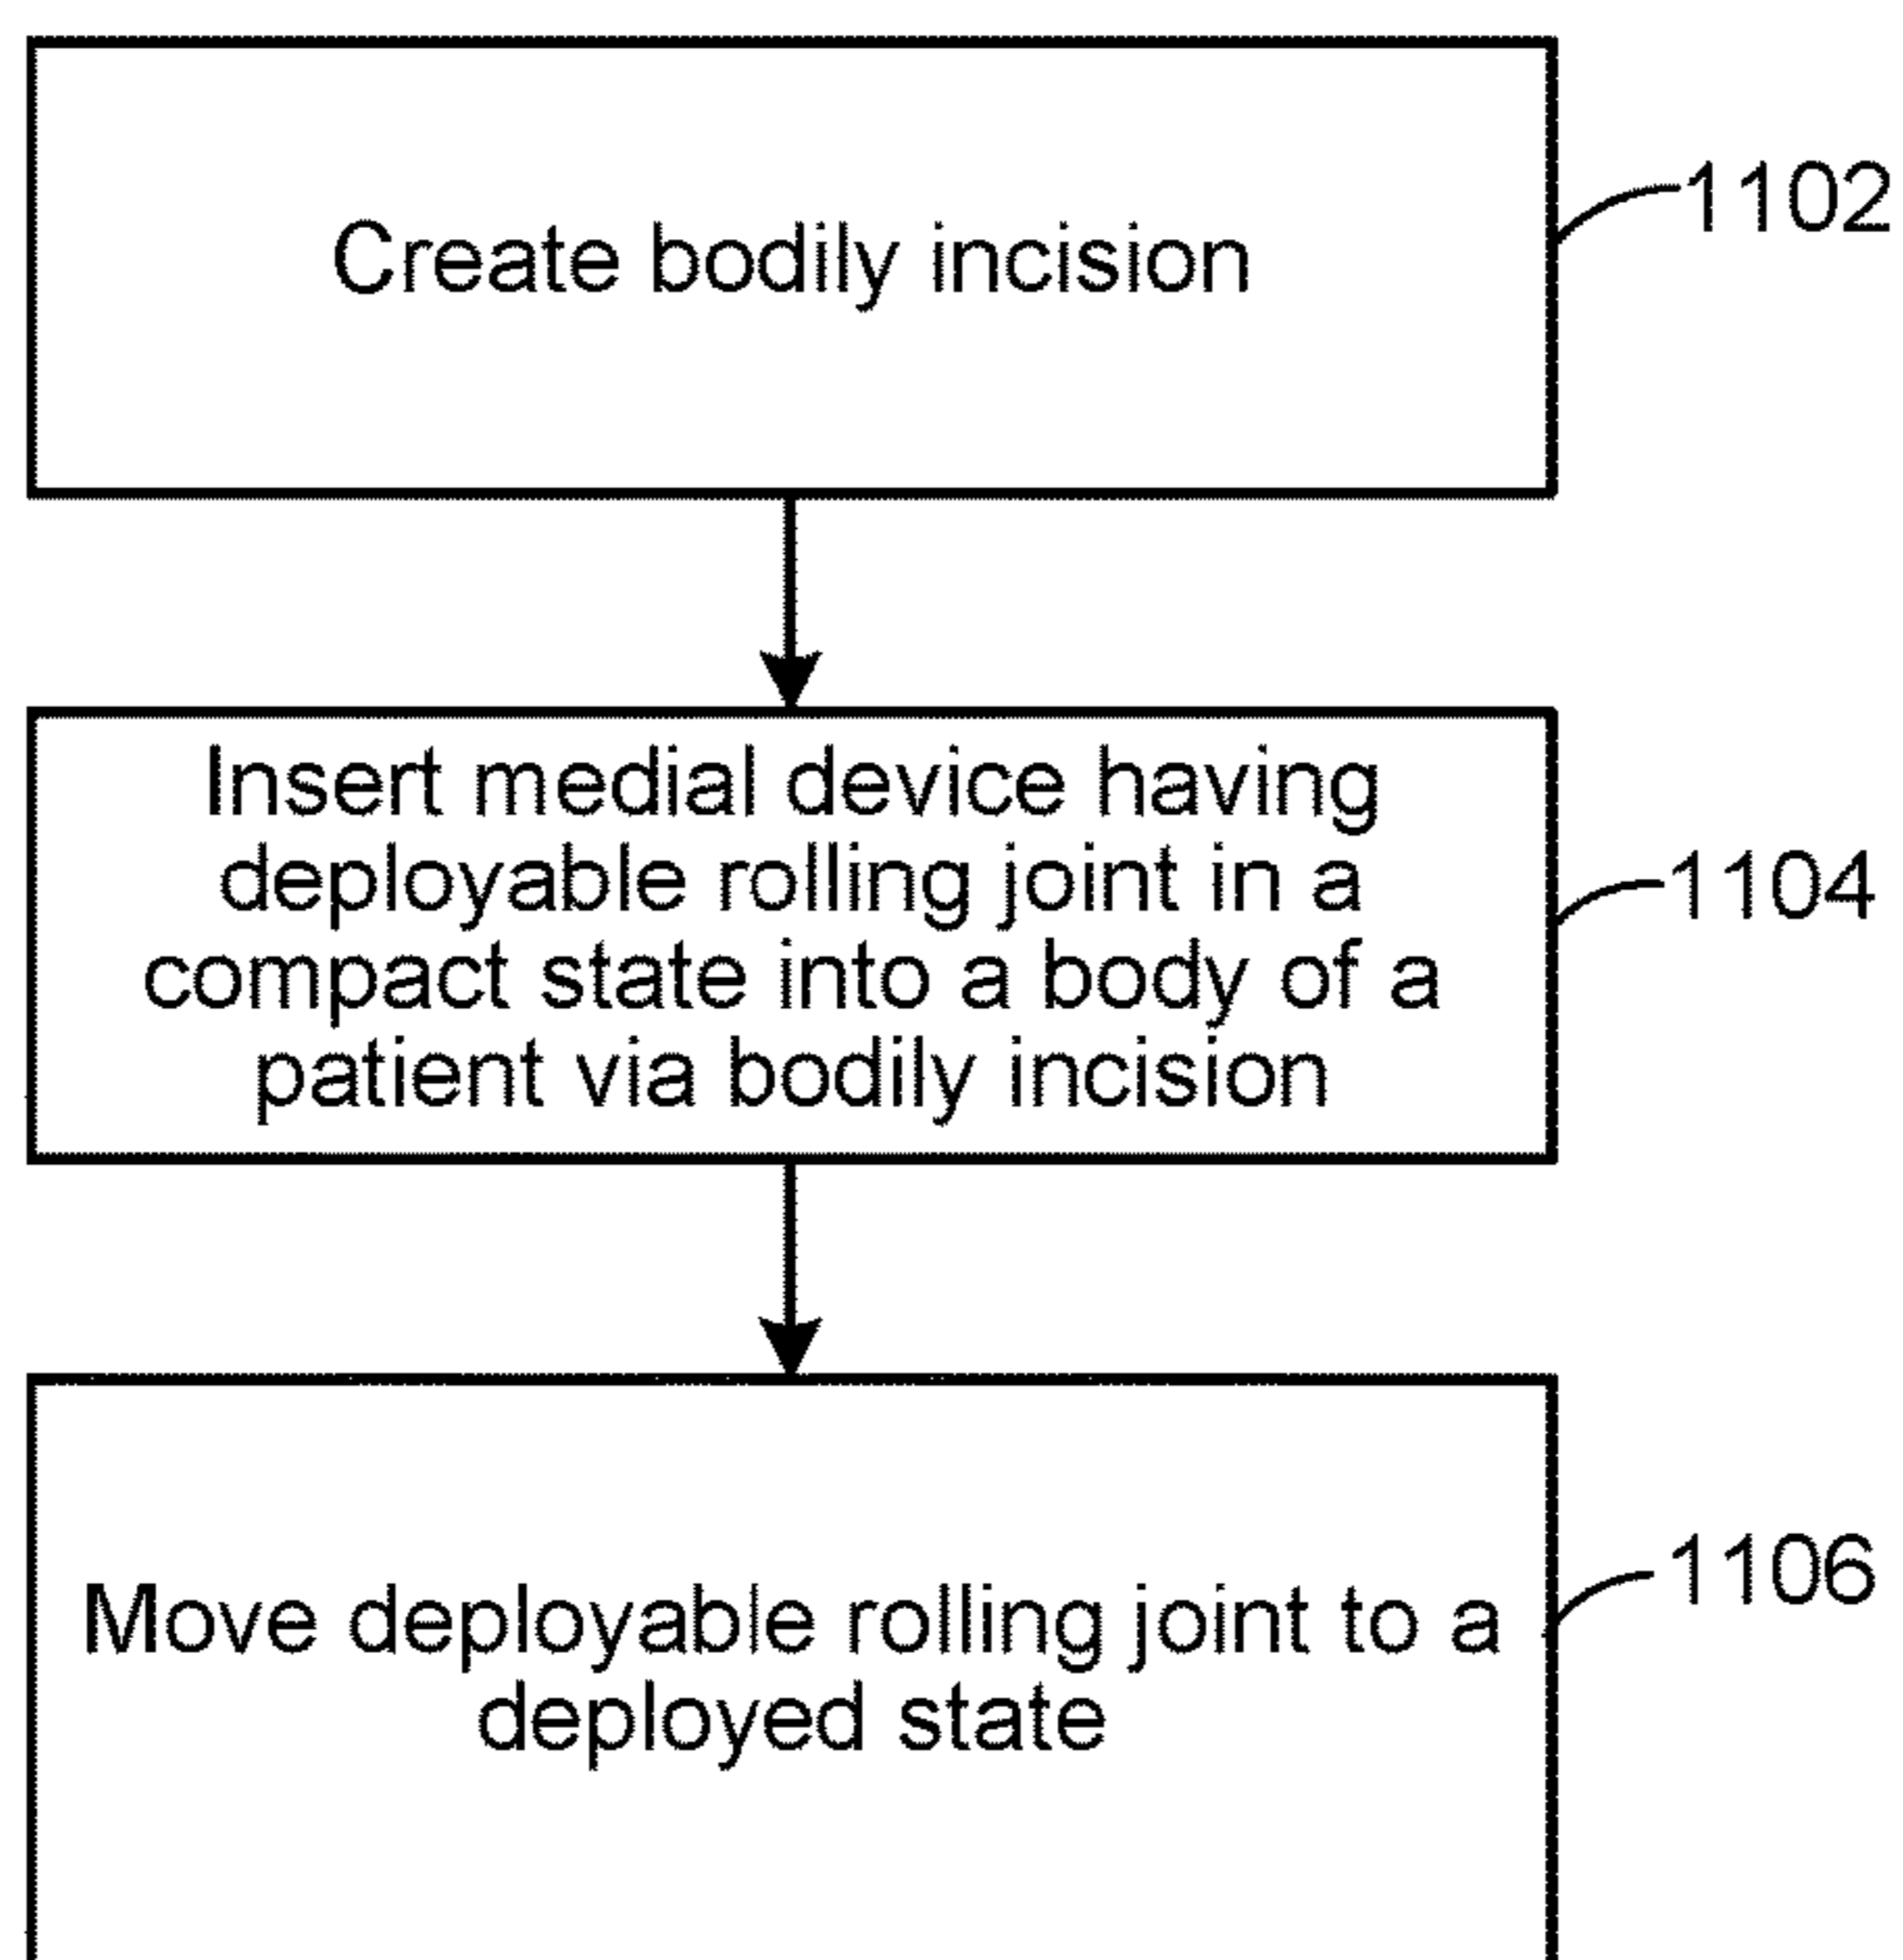 Create bodily incision
1102
Insert medial device having
deployable rolling joint in a
compact state into a body of a
patient via bodily incision
1104
Move deployable rolling joint to a
deployed state
1106